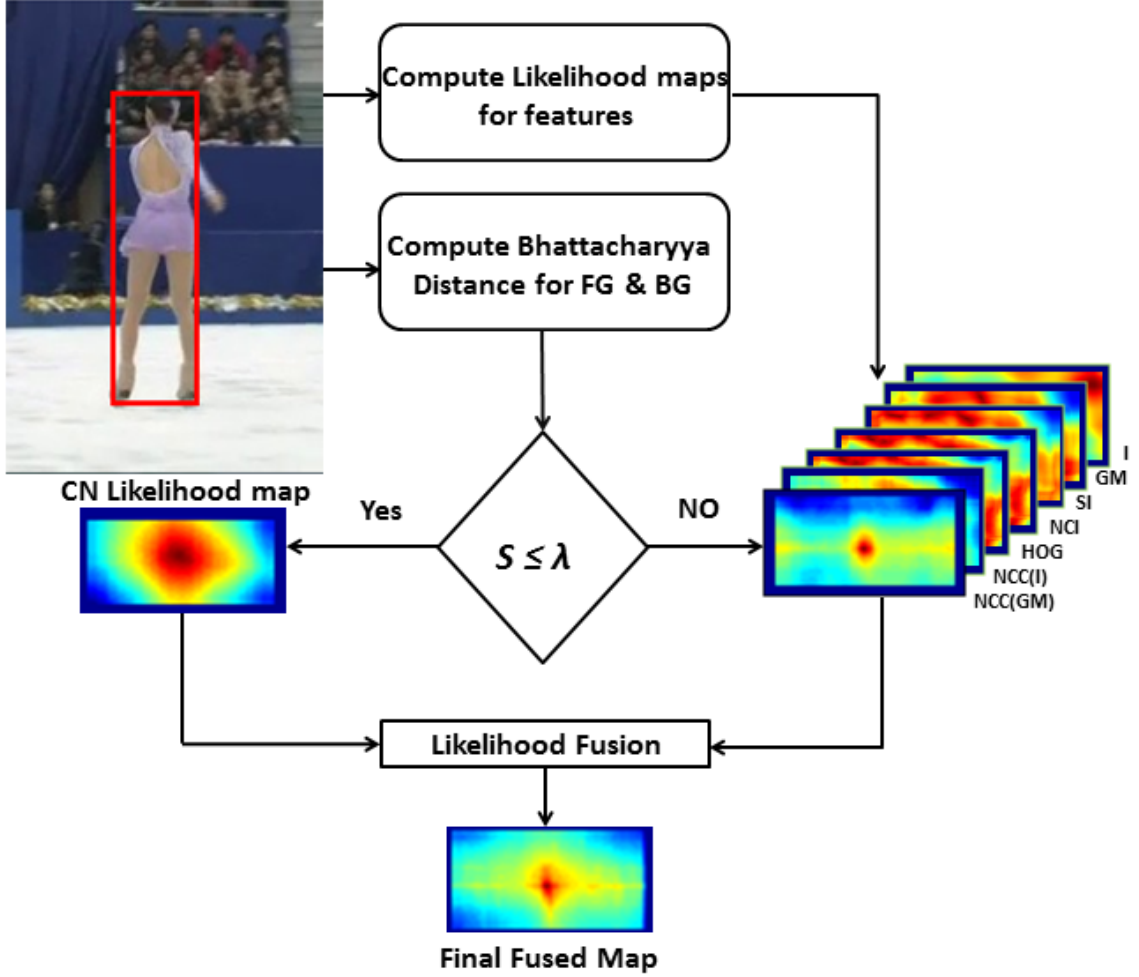 Compute Likelihood maps
for features
Compute Bhattacharyya
Distance for FG & BG
CN Likelihood map
Yes
S ≤ λ
NO
I
GM
SI
NCI
HOG
NCC(I)
NCC(GM)
Likelihood Fusion
Final Fused Map